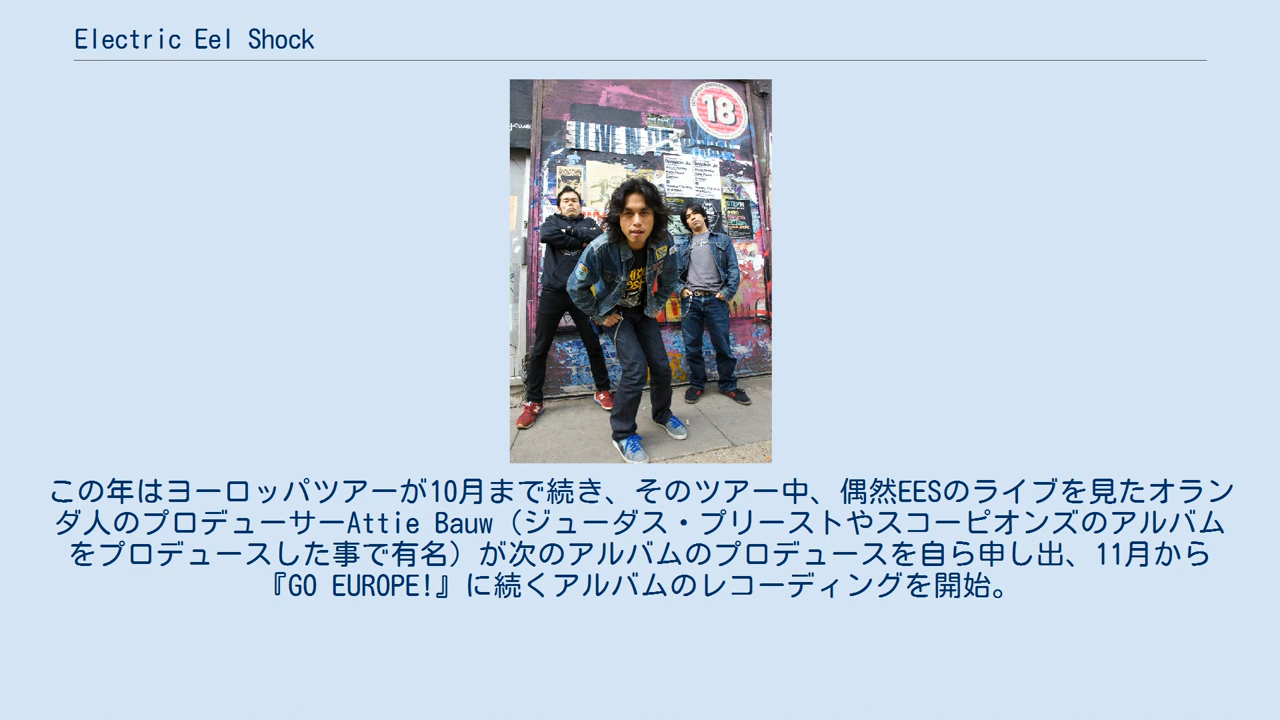 Electric Eel Shock
18
この年はヨーロッパツアーが10月まで続き、そのツアー中、偶然EESのライブを見たオラン
ダ人のプロデューサーAttie Bauw（ジューダス・プリーストやスコーピオンズのアルバム
をプロデュースした事で有名）が次のアルバムのプロデュースを自ら申し出、11月から
『GO EUROPE!』に続くアルバムのレコーディングを開始。